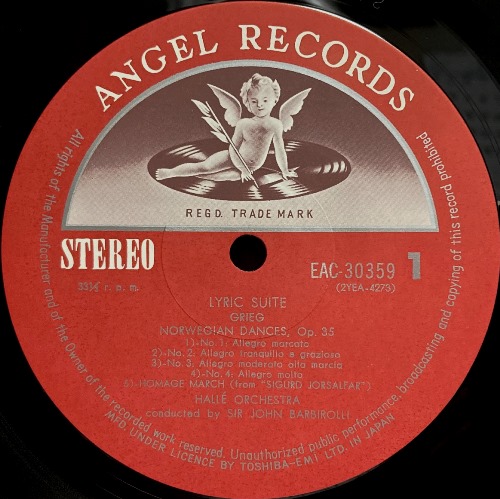 ANGEL RECORDS
REGD. TRADE MARK
STEREO
33 1/3 r. p. m.
EAC-30359 1
(2YEA-4273)
LYRIC SUITE
GRIEG
NORWEGIAN DANCES, Op. 35
1)-No. 1: Allegro marcato
2)-No. 2: Allegro tranquillo e grazioso
3)-No. 3: Allegro moderato alla marcia
4)-No. 4: Allegro molto
5)-HOMAGE MARCH (from "SIGURD JORSALFAR")
HALLÉ ORCHESTRA
conducted by SIR JOHN BARBIROLLI
All rights of the Manufacturer and of the Owner of the recorded work reserved. Unauthorized public performance, broadcasting and copying of this record prohibited
MFD. UNDER LICENCE BY TOSHIBA-EMI LTD. IN JAPAN